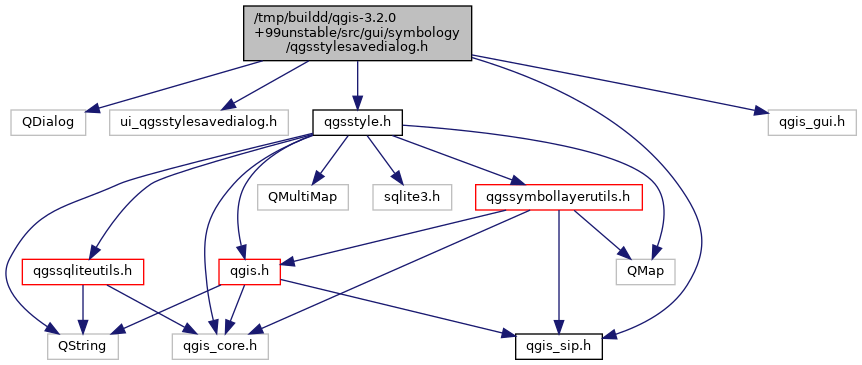 /tmp/buildd/qgis-3.2.0
+99unstable/src/gui/symbology
/qgsstylesavedialog.h
QDialog
ui_qgsstylesavedialog.h
qgsstyle.h
qgis_gui.h
QMultiMap
sqlite3.h
qgssymbollayerutils.h
qgssqliteutils.h
qgis.h
QMap
QString
qgis_core.h
qgis_sip.h